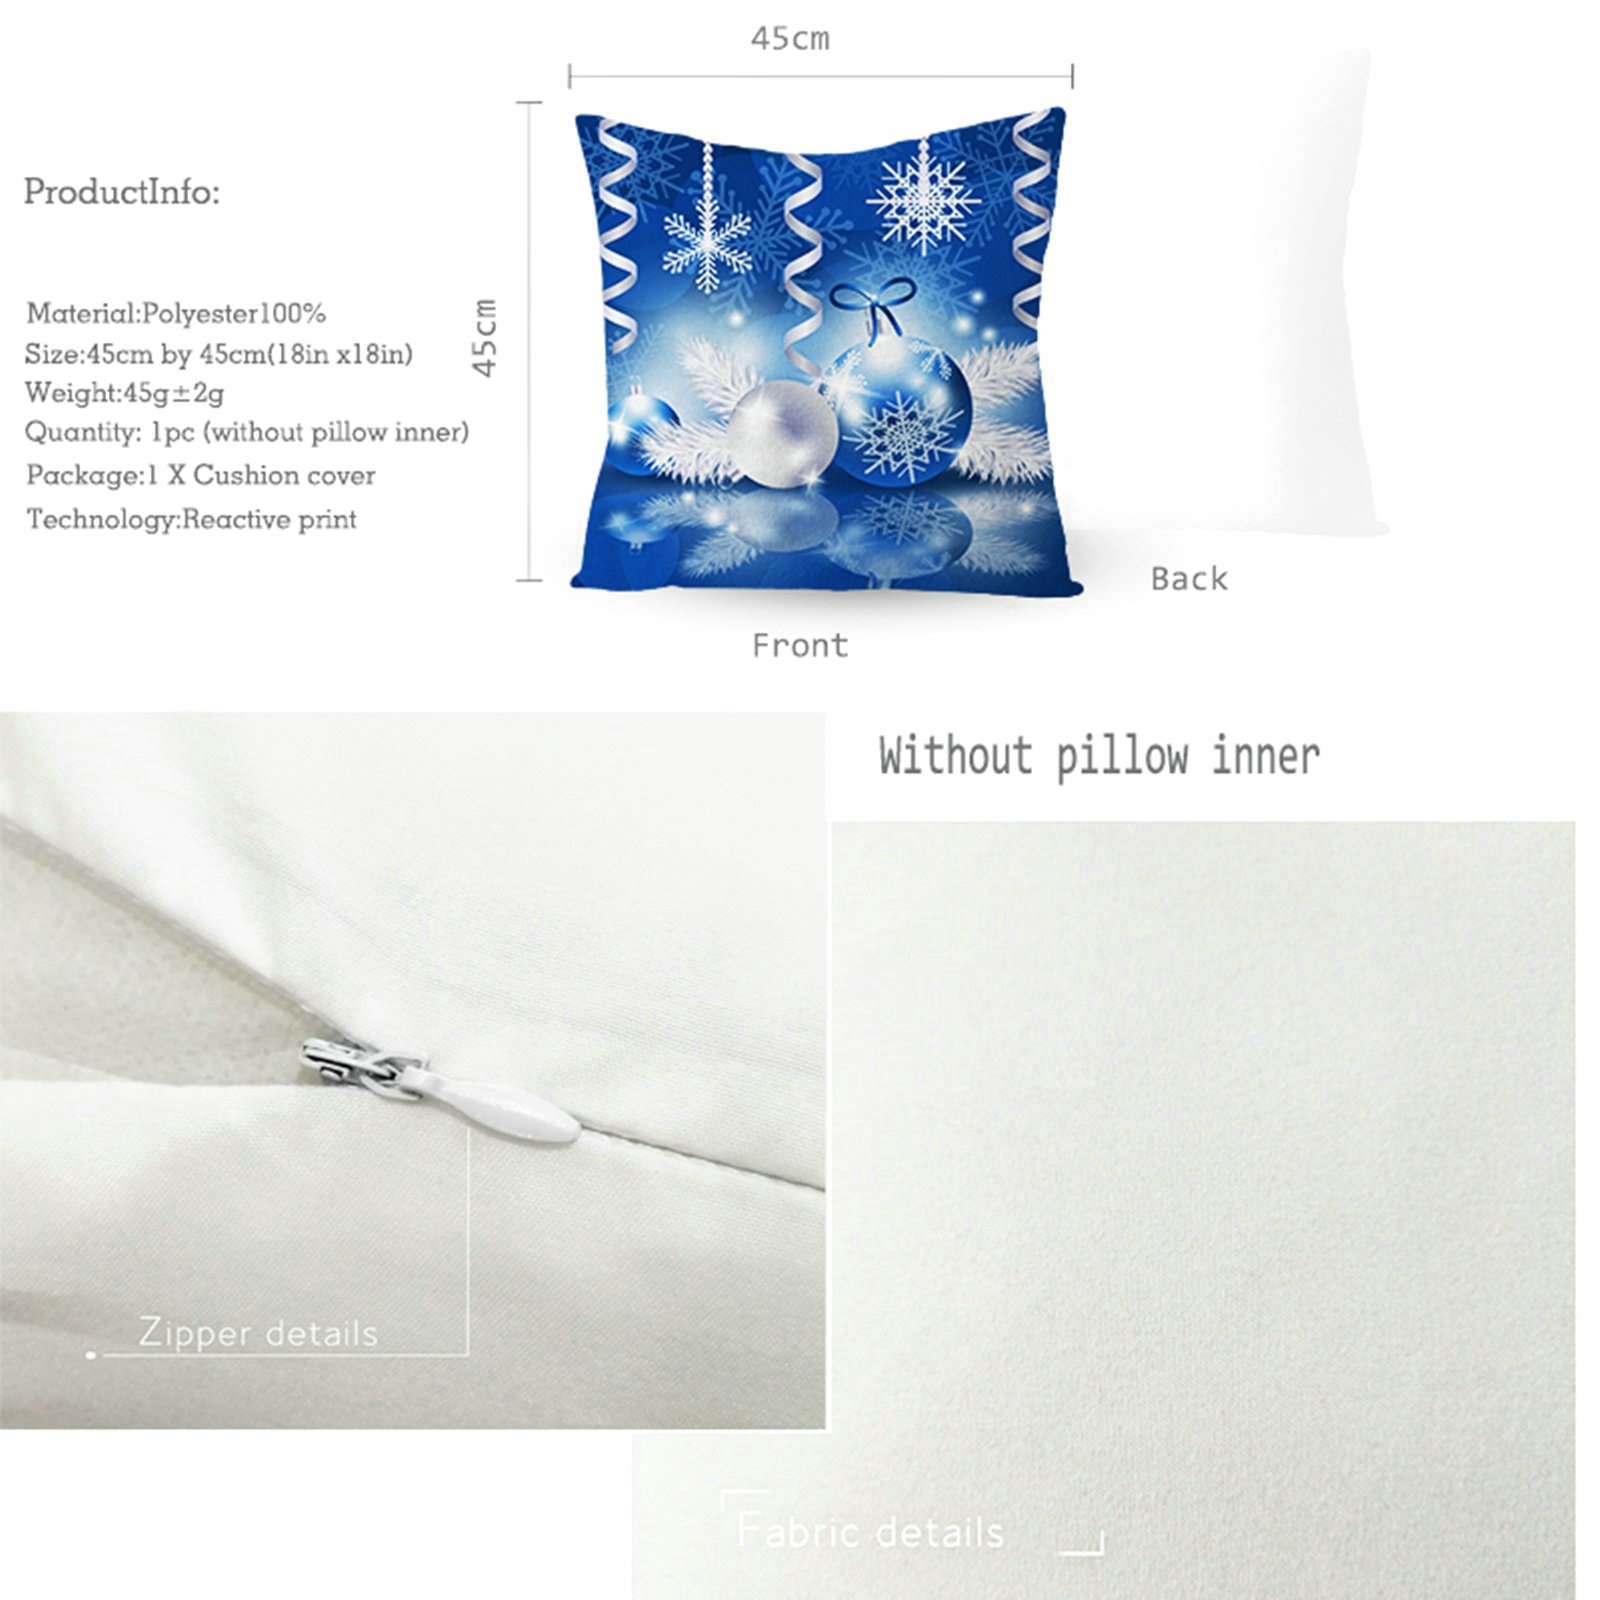 45cm
45cm
ProductInfo:
Material:Polyester100%
Size:45cm by 45cm(18in x18in)
Weight:45g±2g
Quantity: 1pc (without pillow inner)
Package:1 X Cushion cover
Technology:Reactive print
Back
Front
Without pillow inner
Zipper details
Fabric details